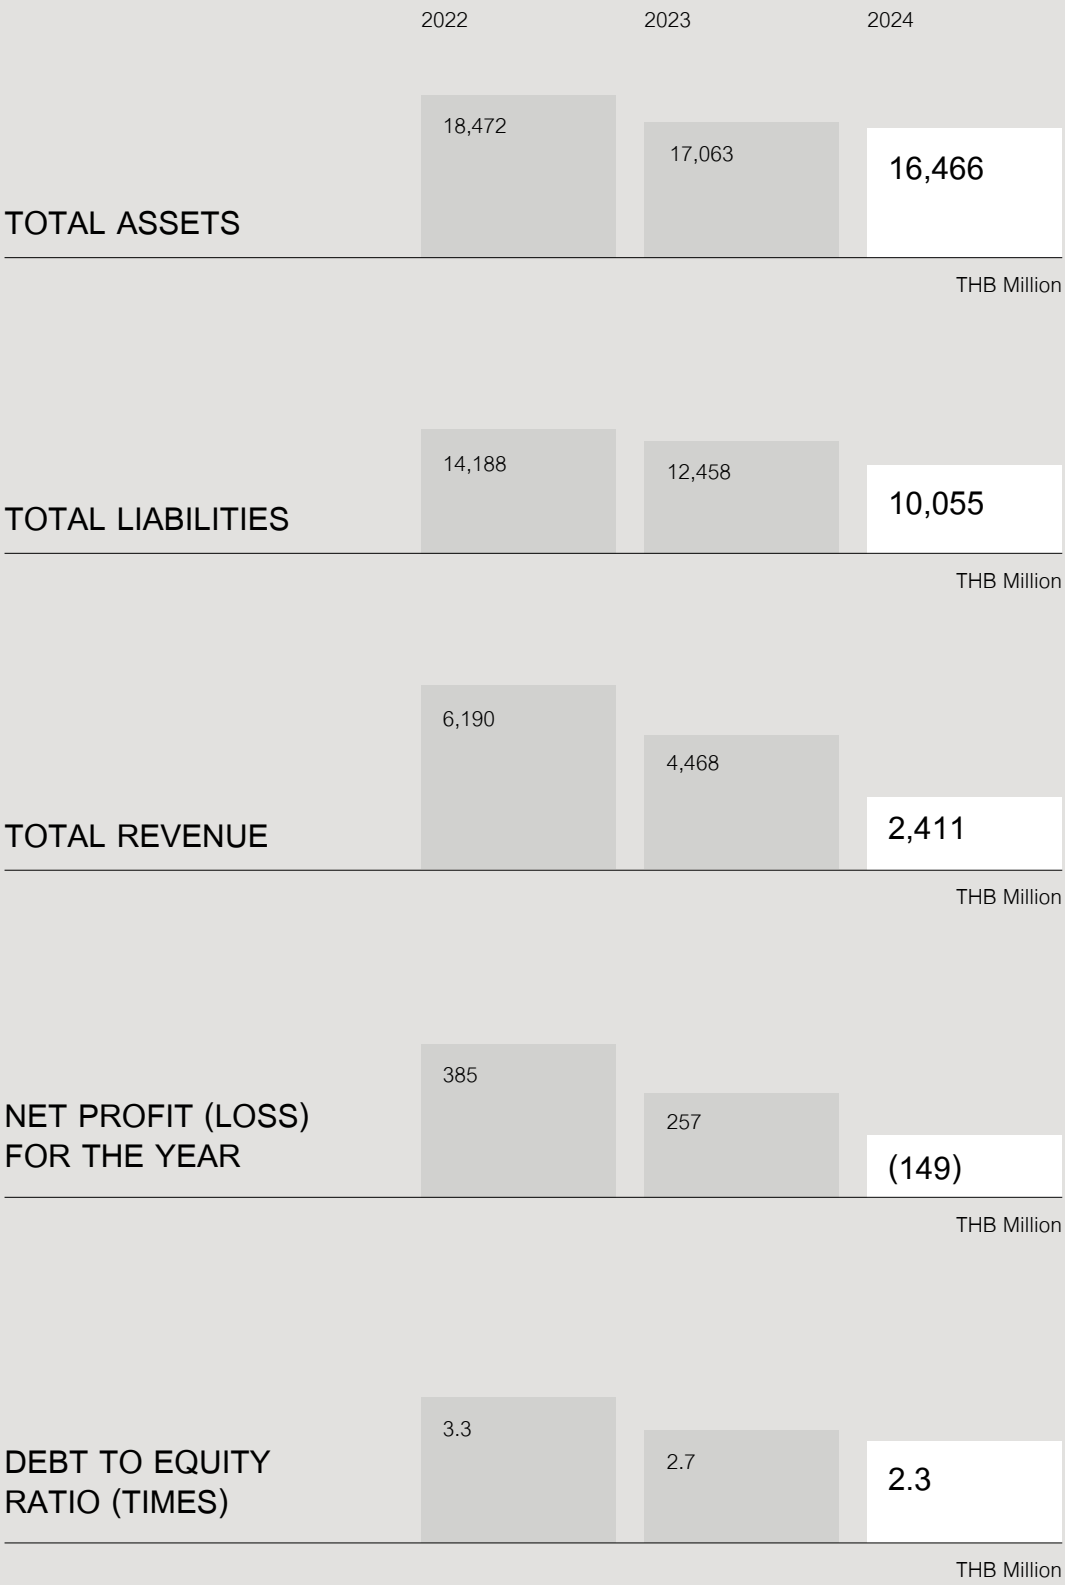 2022 2023 2024
18,472 17,063 16,466
TOTAL ASSETS
THB Million
14,188 12,458 10,055
TOTAL LIABILITIES
THB Million
6,190 4,468 2,411
TOTAL REVENUE
THB Million
385 257 (149)
NET PROFIT (LOSS)
FOR THE YEAR
THB Million
3.3 2.7 2.3
DEBT TO EQUITY
RATIO (TIMES)
THB Million